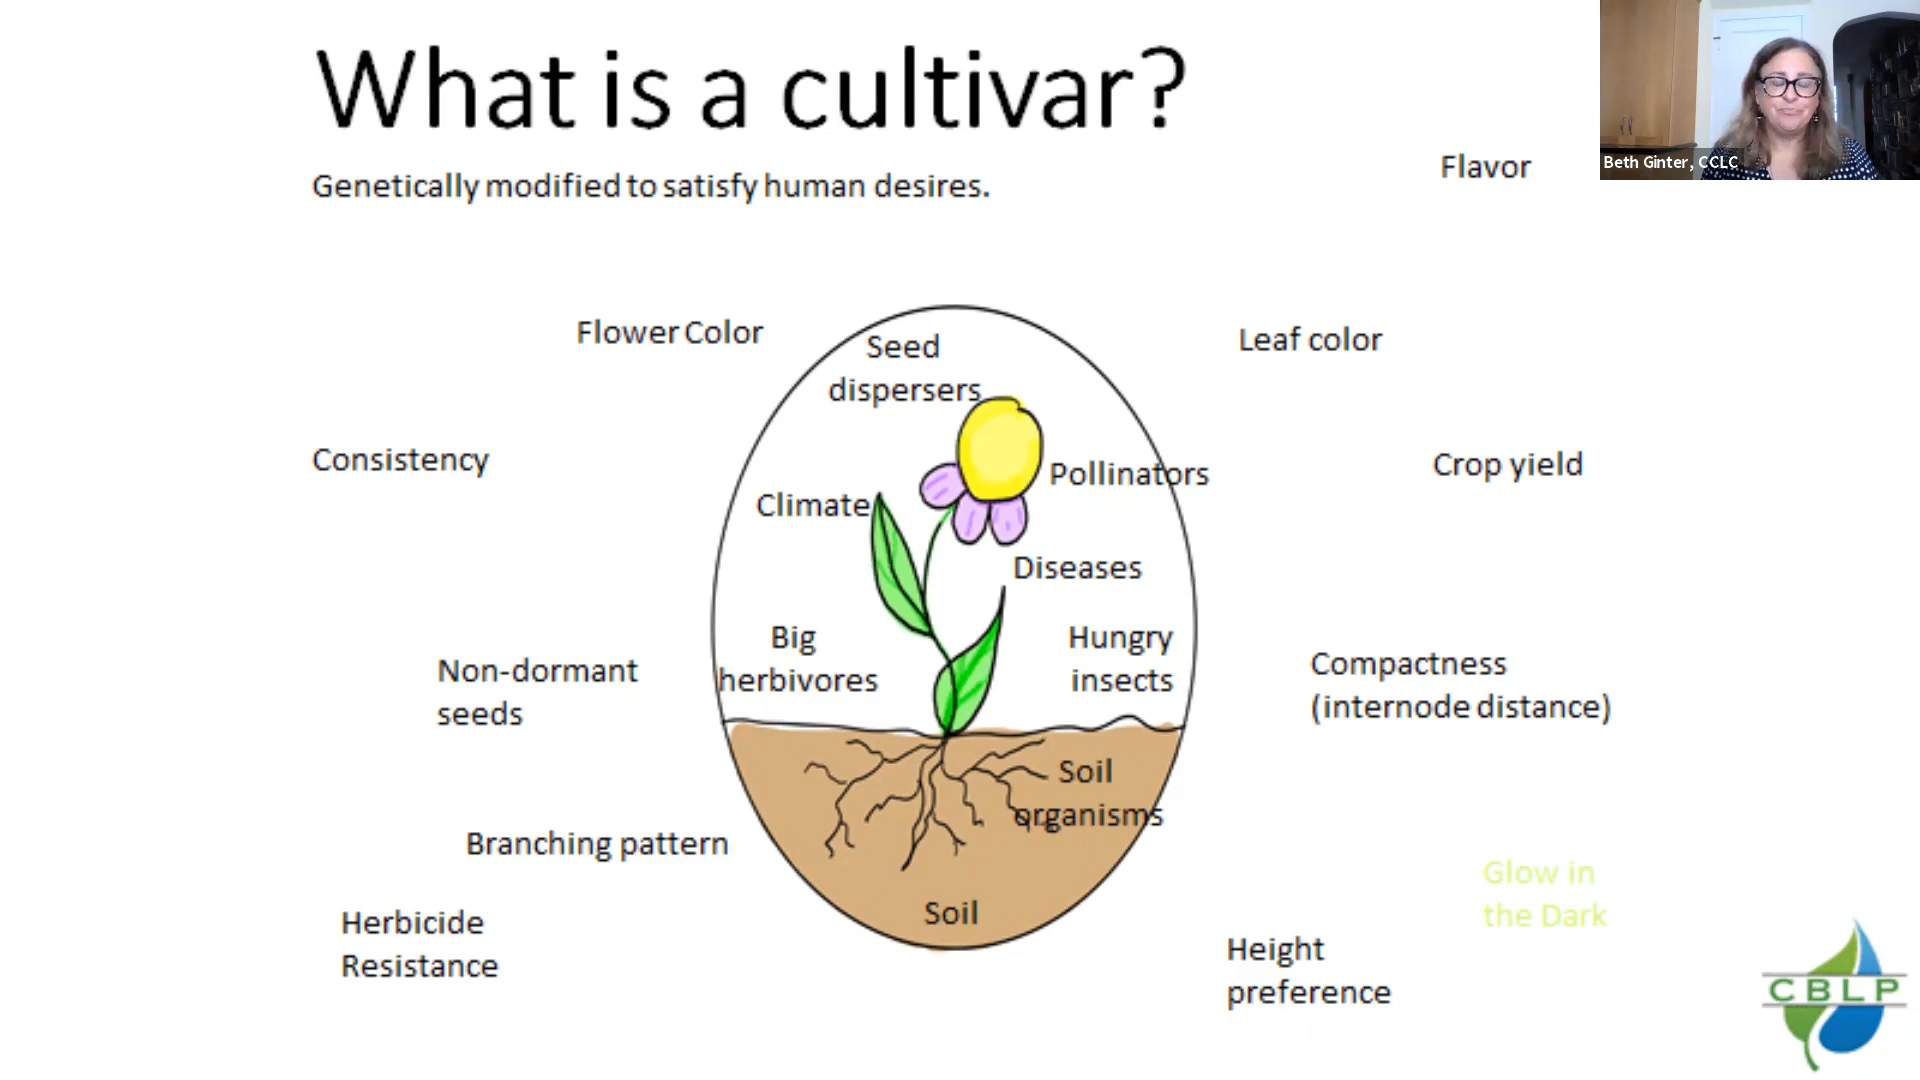 What is a cultivar?
Genetically modified to satisfy human desires.
Flavor
Beth Ginter, CCLC
Flower Color
Seed
dispersers
Leaf color
Consistency
Climate
Pollinators
Crop yield
Diseases
Non-dormant
seeds
Big
herbivores
Hungry
insects
Compactness
(internode distance)
Soil
organisms
Branching pattern
Soil
Herbicide
Resistance
Height
preference
Glow in
the Dark
CBLP